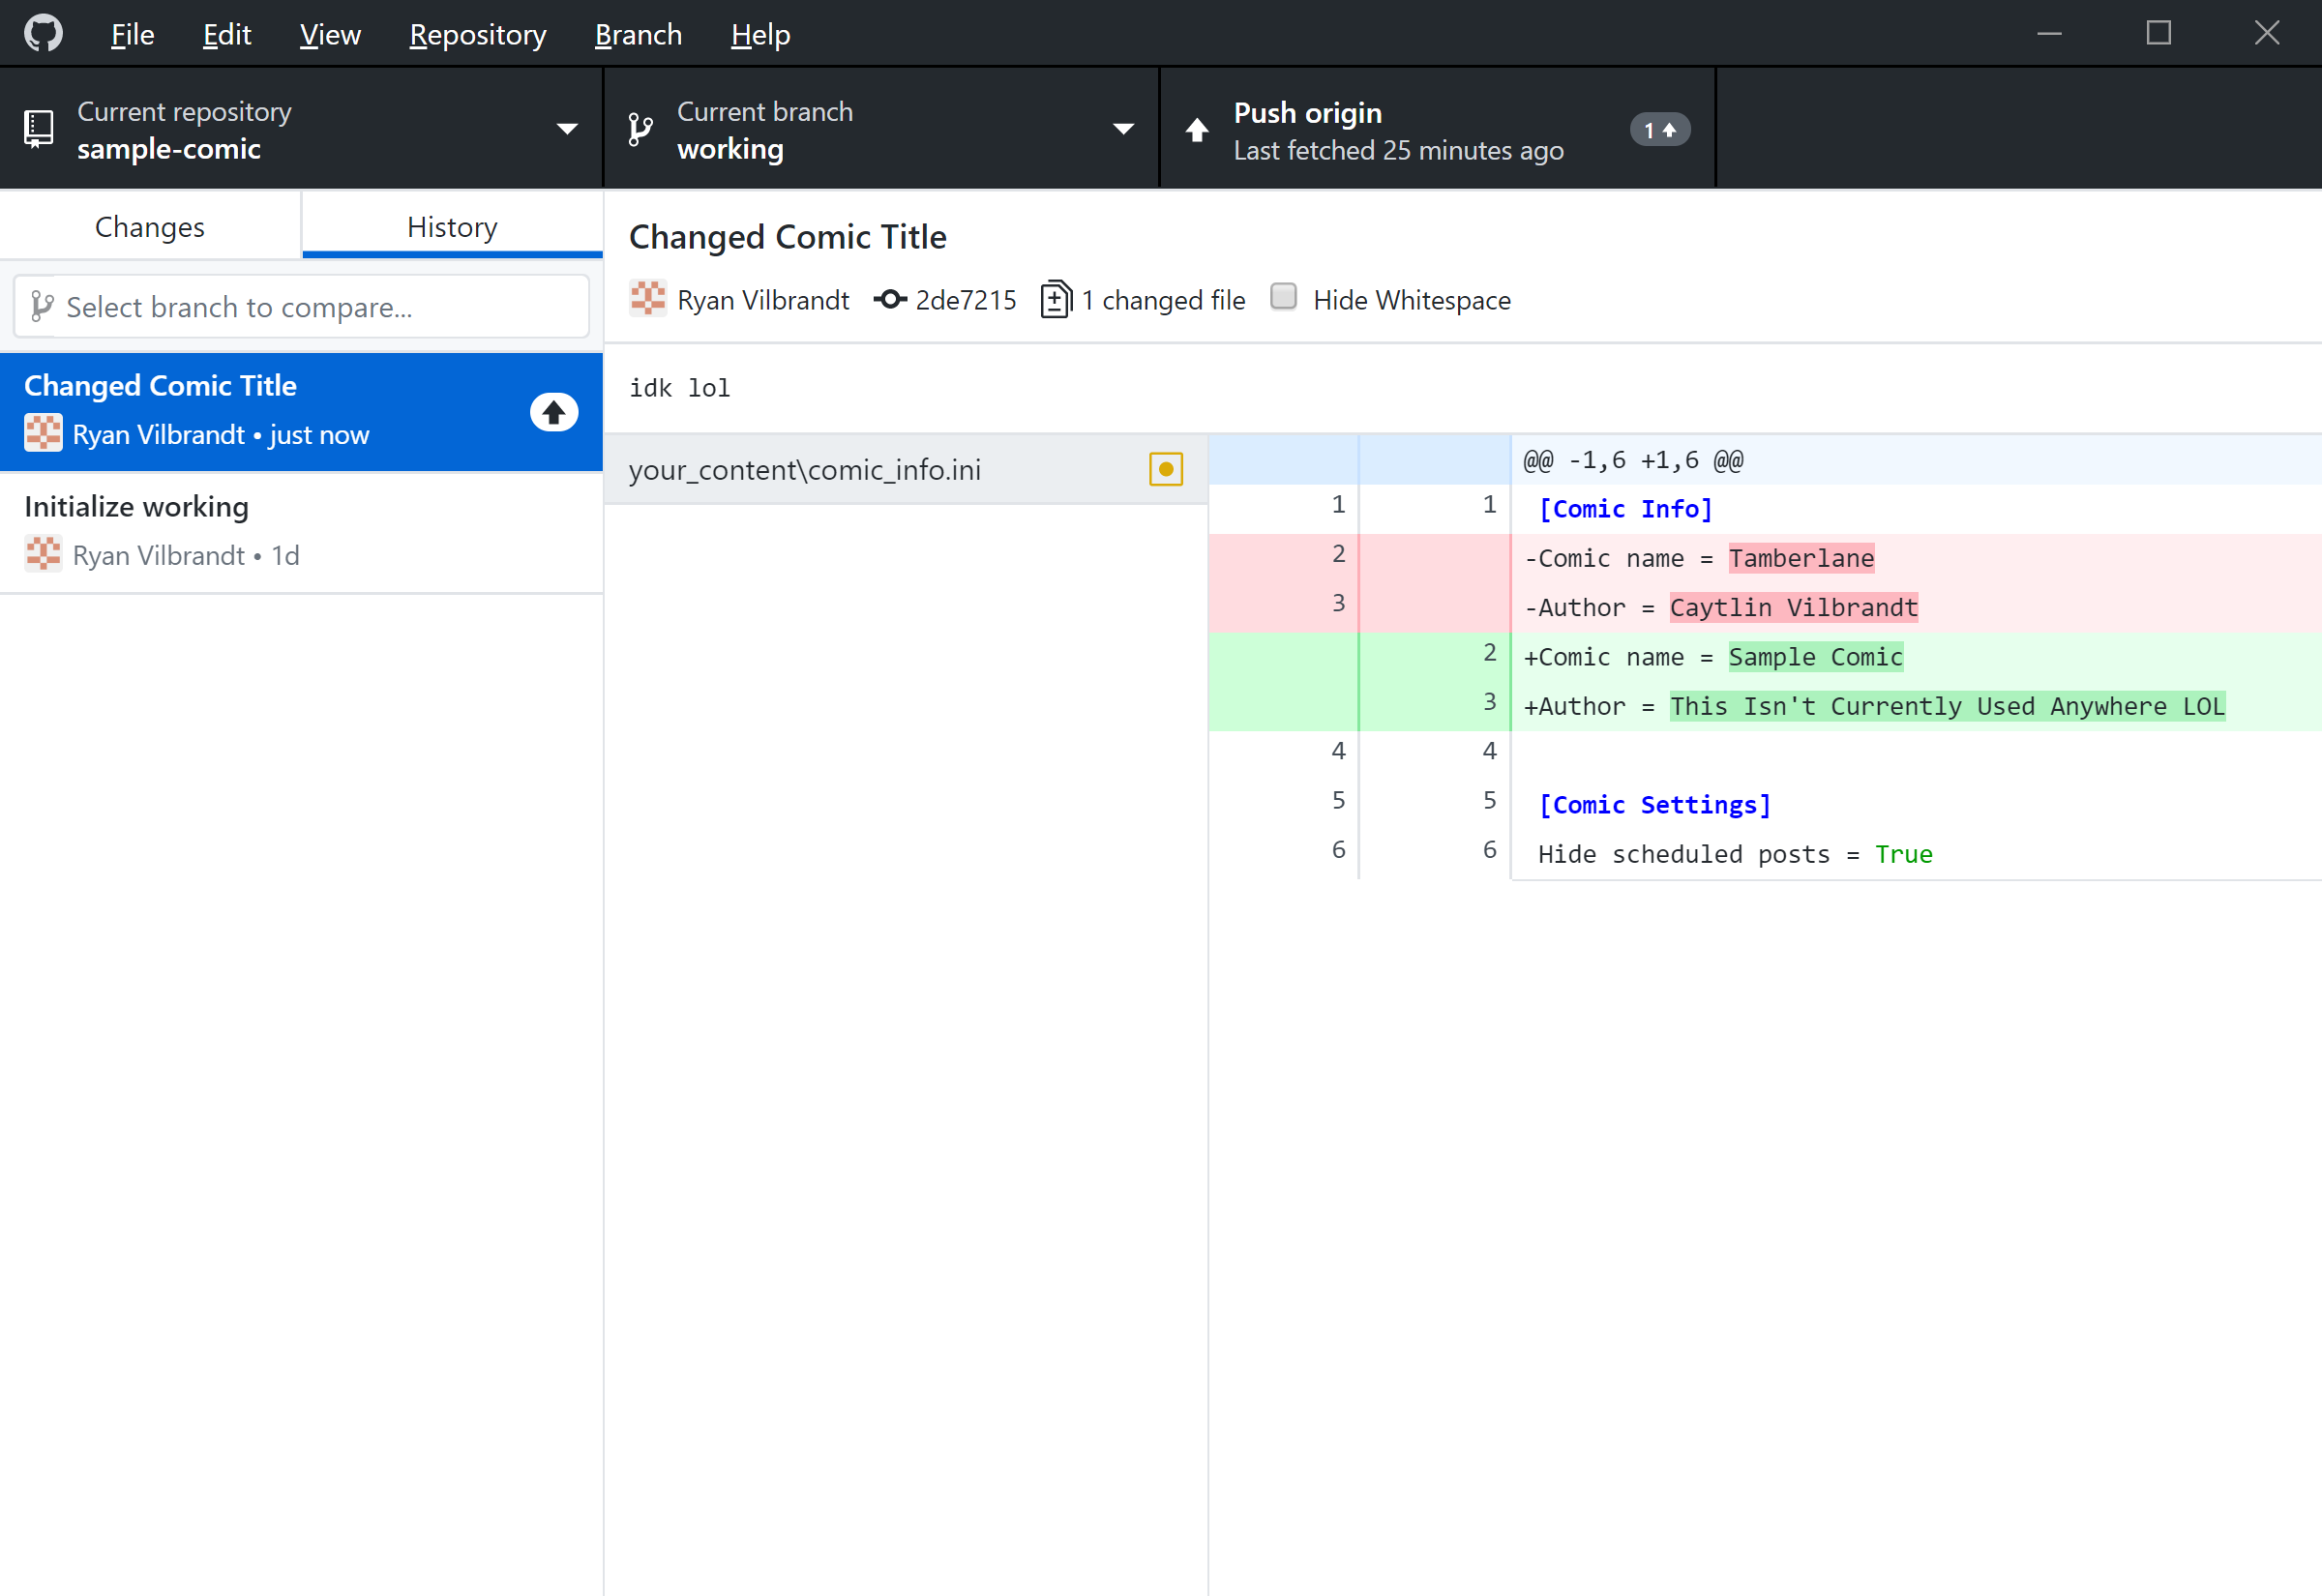 File Edit View Repository Branch Help
Current repository
sample-comic
Current branch
working
Push origin
Last fetched 25 minutes ago
1
Changes
History
Select branch to compare...
Changed Comic Title
Ryan Vilbrandt • just now
Initialize working
Ryan Vilbrandt • 1d
Changed Comic Title
Ryan Vilbrandt 2de7215 1 changed file Hide Whitespace
idk lol
your_content\comic_info.ini
@@ -1,6 +1,6 @@
1 1 [Comic Info]
2 -Comic name = Tamberlane
3 -Author = Caytlin Vilbrandt
2 +Comic name = Sample Comic
3 +Author = This Isn't Currently Used Anywhere LOL
4 4
5 5 [Comic Settings]
6 6 Hide scheduled posts = True